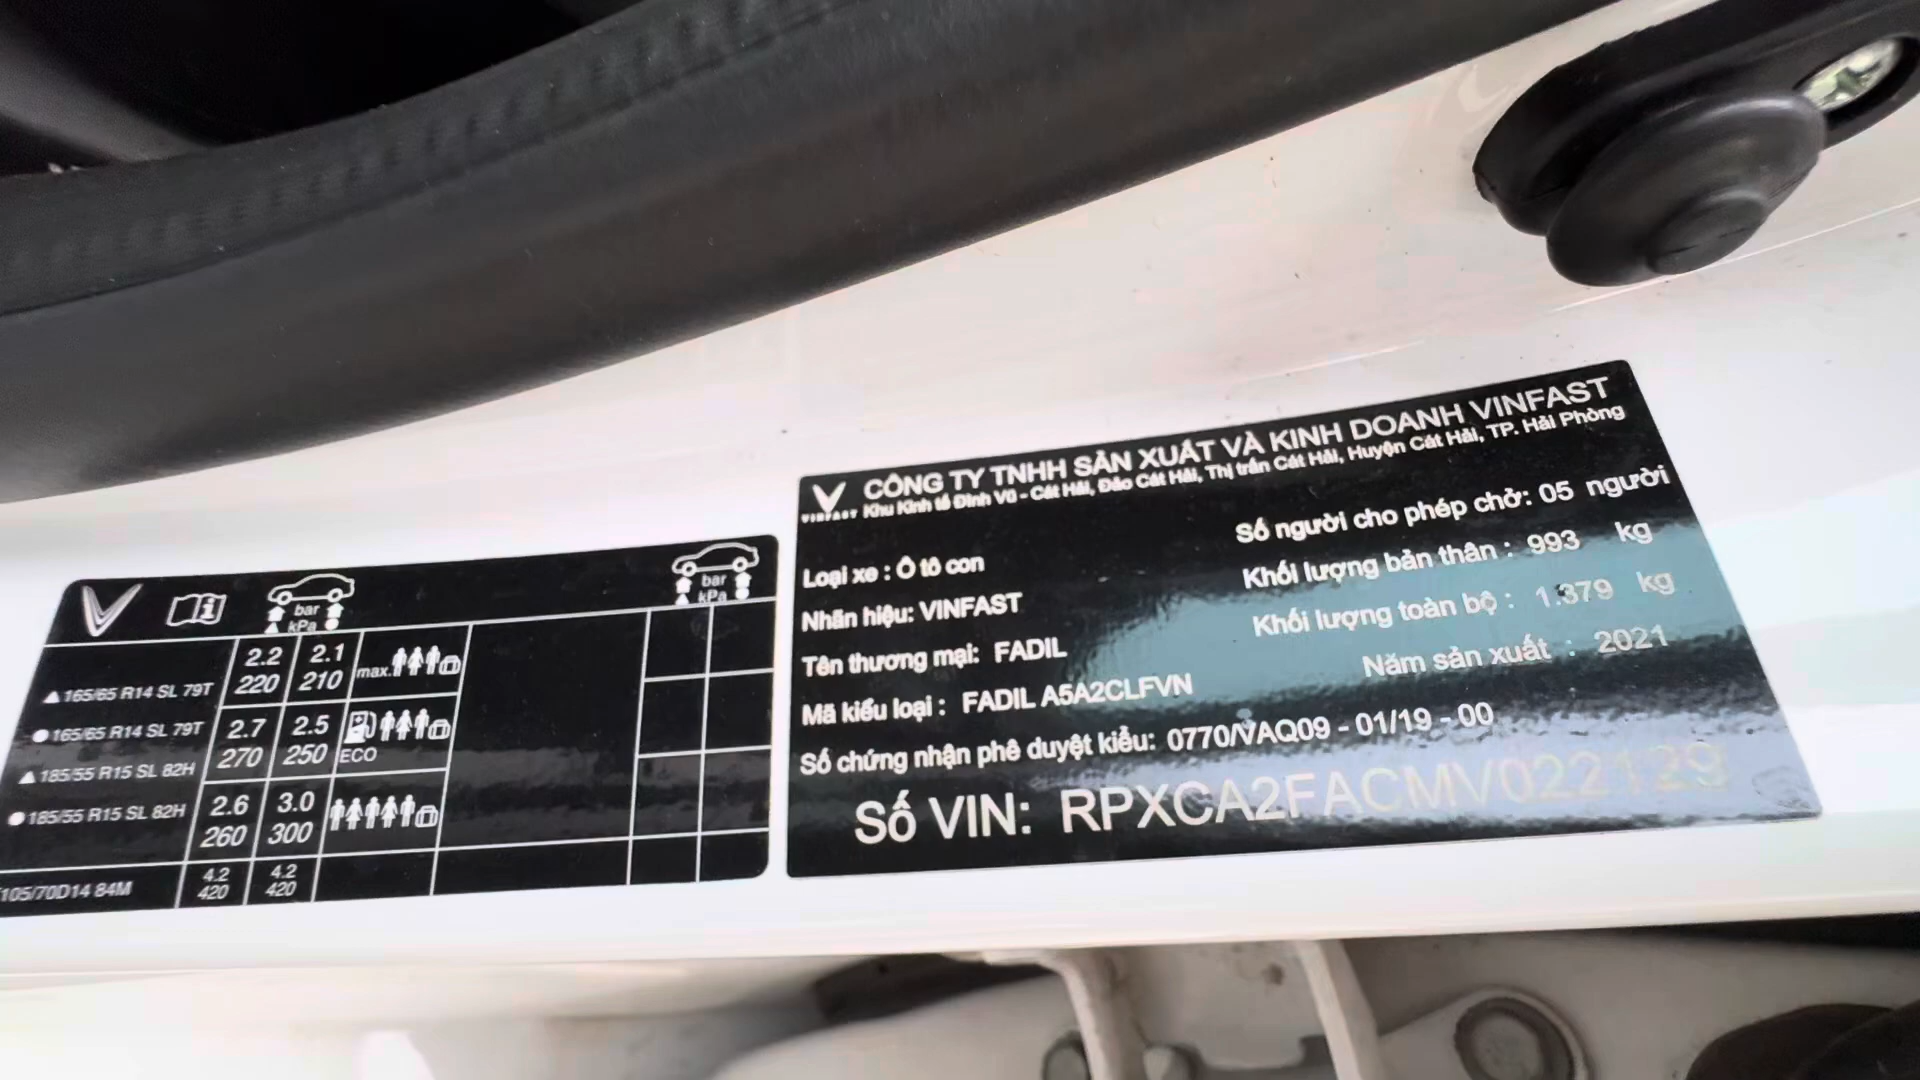 bar
kPa
bar
kPa
165/65 R14 SL 79T
165/65 R14 SL 79T
185/55 R15 SL 82H
185/55 R15 SL 82H
2.2 2.1
220 210 max.
2.7 2.5
270 250 ECO
2.6 3.0
260 300
105/70D14 84M 4.2 4.2
420 420
VINFAST
CÔNG TY TNHH SẢN XUẤT VÀ KINH DOANH VINFAST
Khu Kinh tế Đình Vũ - Cát Hải, Đảo Cát Hải, Thị trấn Cát Hải, Huyện Cát Hải, TP. Hải Phòng
Loại xe : Ô tô con
Số người cho phép chở: 05 người
Nhãn hiệu: VINFAST
Khối lượng bản thân : 993 kg
Tên thương mại: FADIL
Khối lượng toàn bộ : 1.379 kg
Mã kiểu loại : FADIL A5A2CLFVN
Năm sản xuất : 2021
Số chứng nhận phê duyệt kiểu: 0770/VAQ09 - 01/19 - 00
Số VIN: RPXCA2FACMV022129